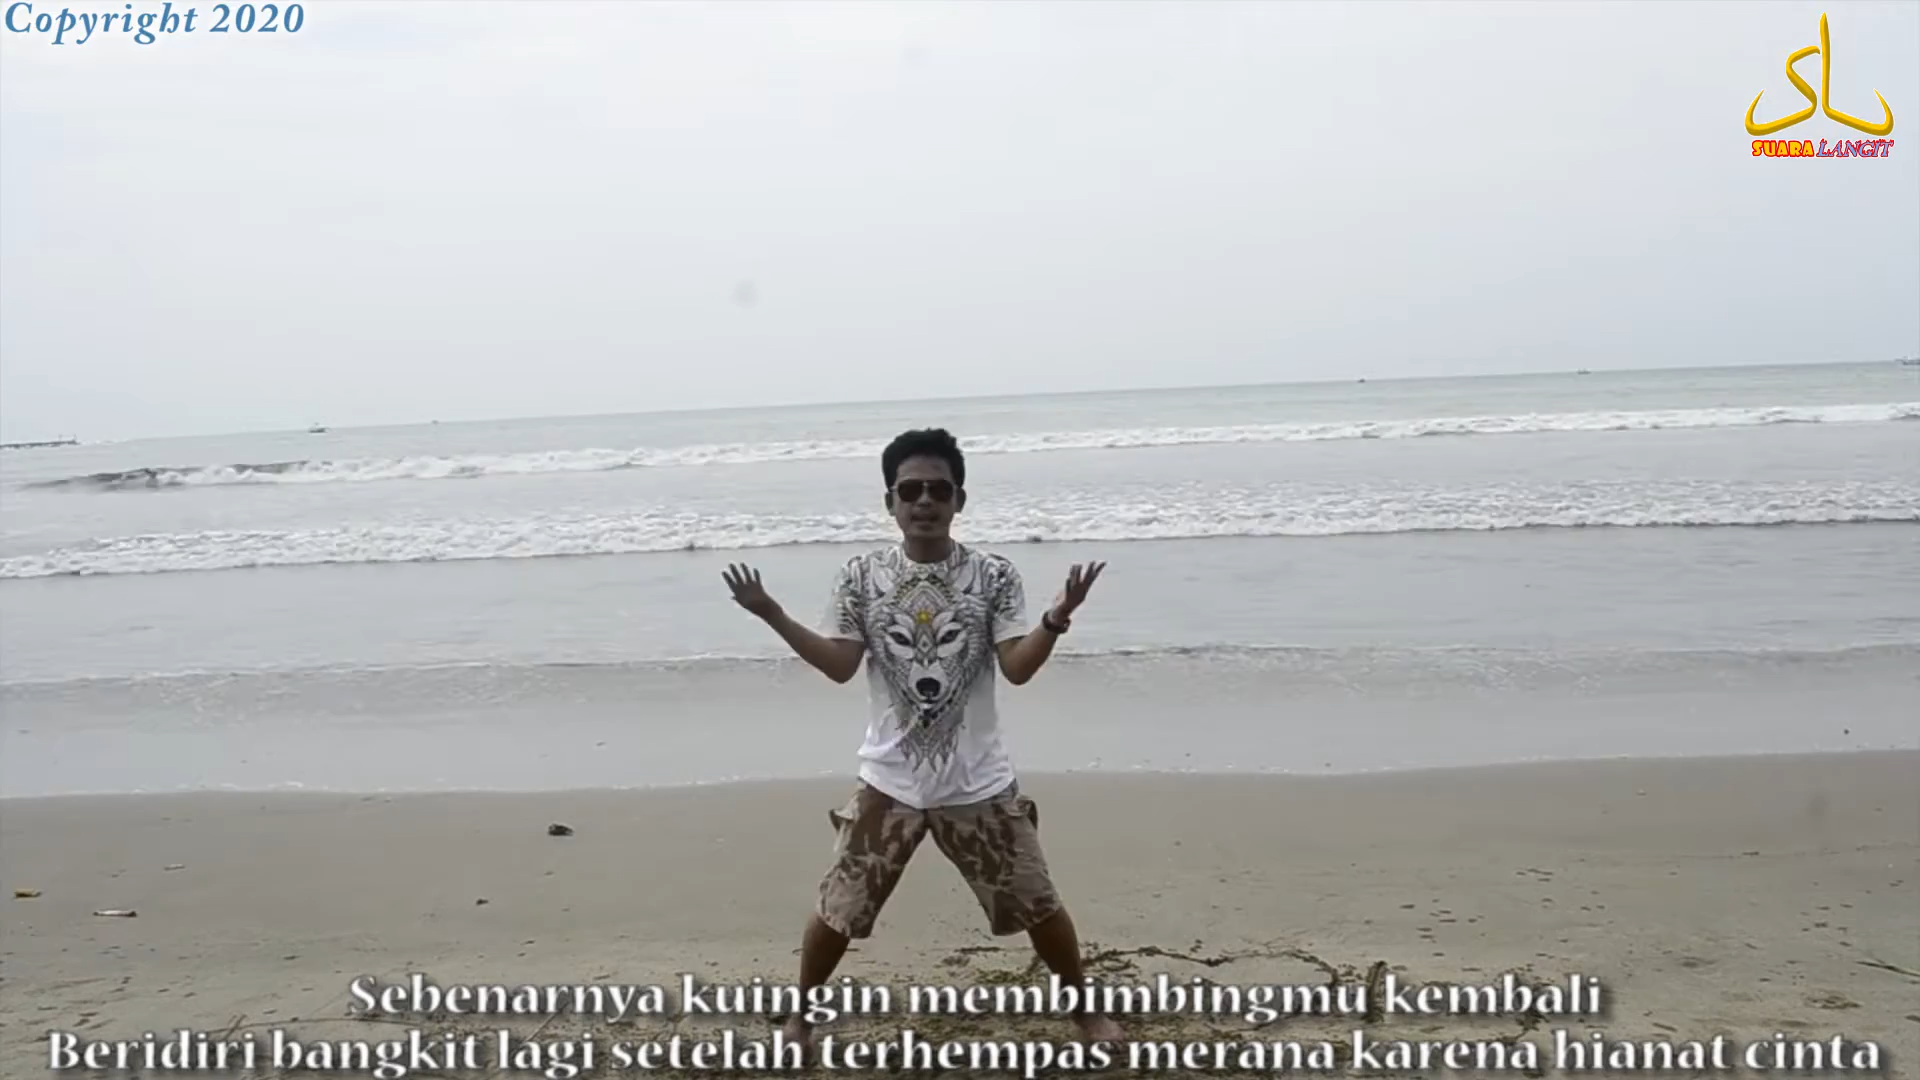 Copyright 2020
SUARA LANGIT
Sebenarnya kuingin membimbingmu kembali
Beridiri bangkit lagi setelah terhempas merana karena hianat cinta